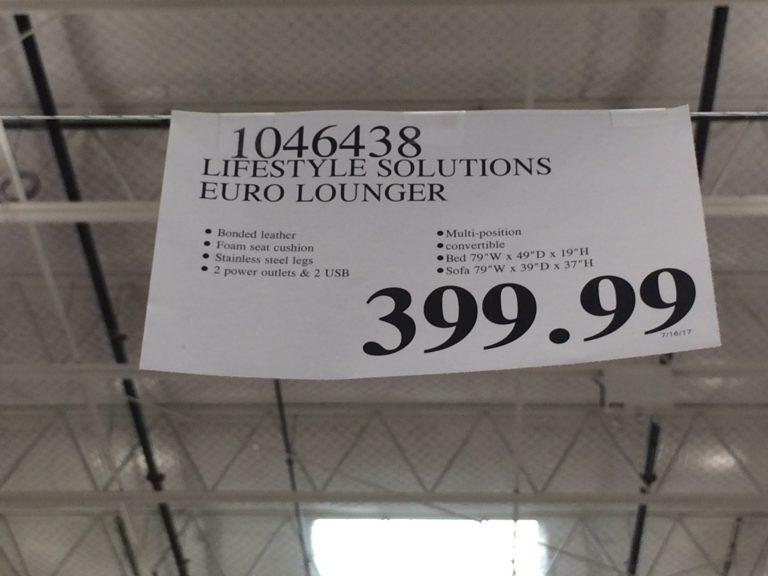 1046438
LIFESTYLE SOLUTIONS
EURO LOUNGER
• Bonded leather
• Foam seat cushion
• Stainless steel legs
• 2 power outlets & 2 USB
• Multi-position
• convertible
• Bed 79"W x 49"D x 19"H
• Sofa 79"W x 39"D x 37"H
399.99
7/16/17